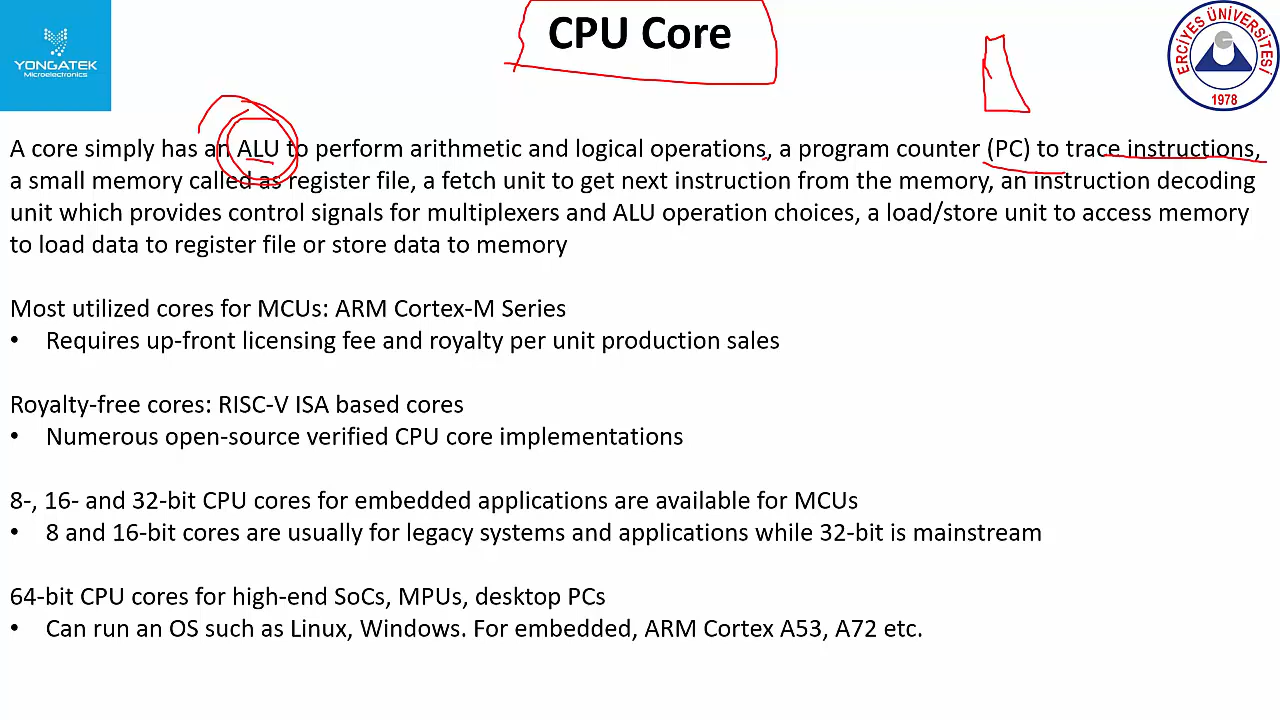 YONGATEK
Microelectronics
CPU Core
ERCİYES ÜNİVERSİTESİ
1978
A core simply has an ALU to perform arithmetic and logical operations, a program counter (PC) to trace instructions,
a small memory called as register file, a fetch unit to get next instruction from the memory, an instruction decoding
unit which provides control signals for multiplexers and ALU operation choices, a load/store unit to access memory
to load data to register file or store data to memory
Most utilized cores for MCUs: ARM Cortex-M Series
• Requires up-front licensing fee and royalty per unit production sales
Royalty-free cores: RISC-V ISA based cores
• Numerous open-source verified CPU core implementations
8-, 16- and 32-bit CPU cores for embedded applications are available for MCUs
• 8 and 16-bit cores are usually for legacy systems and applications while 32-bit is mainstream
64-bit CPU cores for high-end SoCs, MPUs, desktop PCs
• Can run an OS such as Linux, Windows. For embedded, ARM Cortex A53, A72 etc.